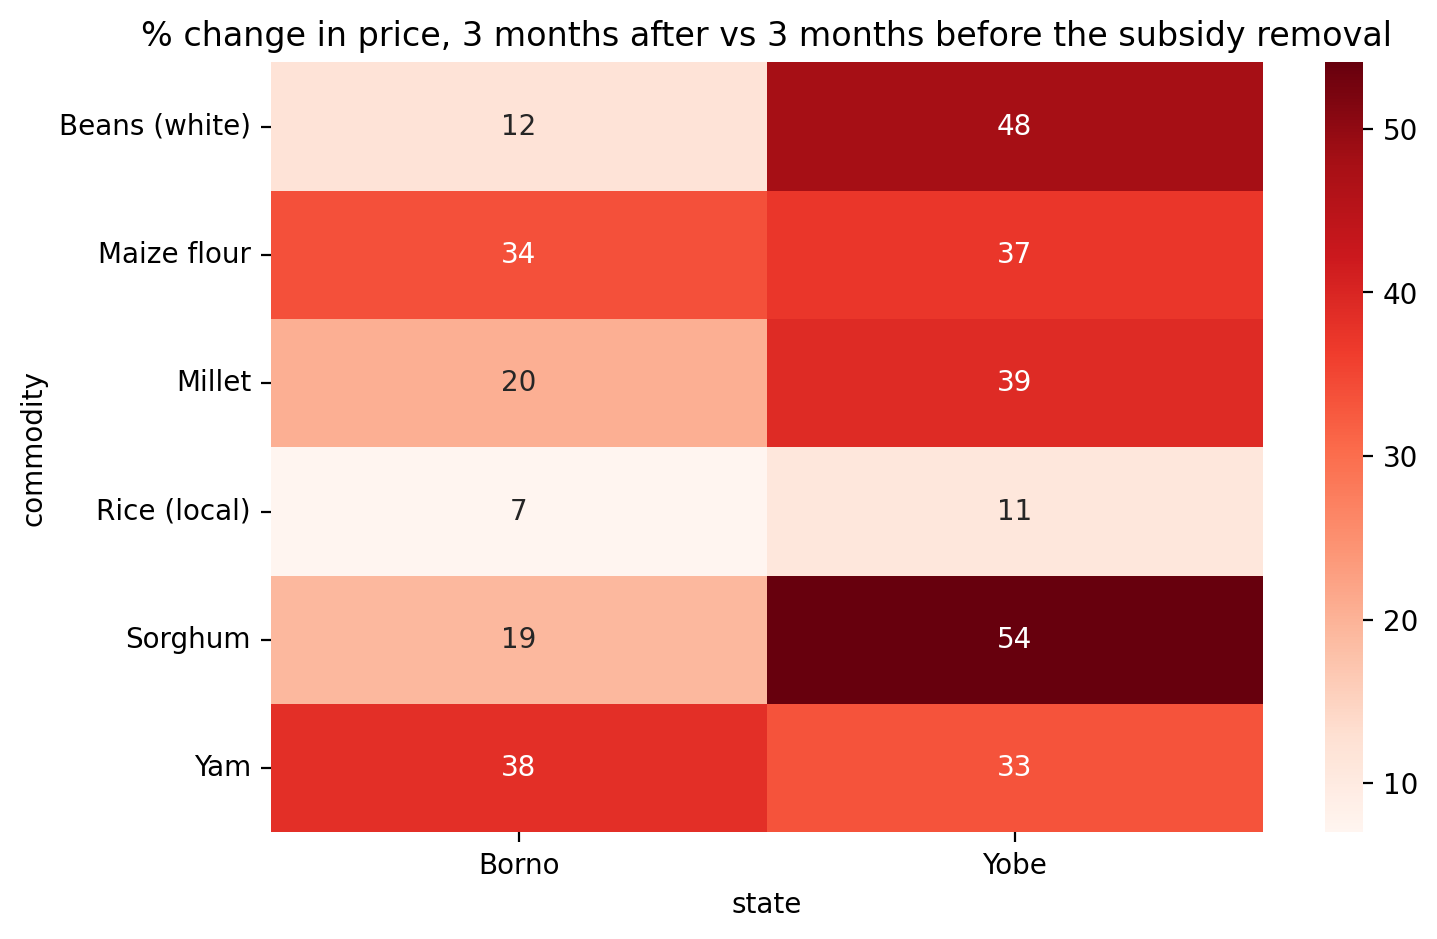 % change in price, 3 months after vs 3 months before the subsidy removal
Beans (white) 12 48
Maize flour 34 37
Millet 20 39
Rice (local) 7 11
Sorghum 19 54
Yam 38 33
commodity
Borno Yobe
state
50
40
30
20
10